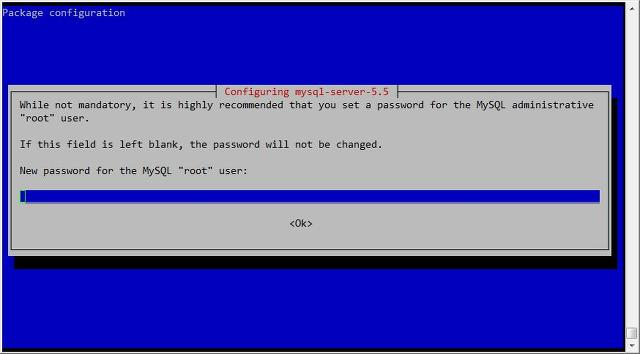 Package configuration
Configuring mysql-server-5.5
While not mandatory, it is highly recommended that you set a password for the MySQL administrative
"root" user.
If this field is left blank, the password will not be changed.
New password for the MySQL "root" user:
<Ok>